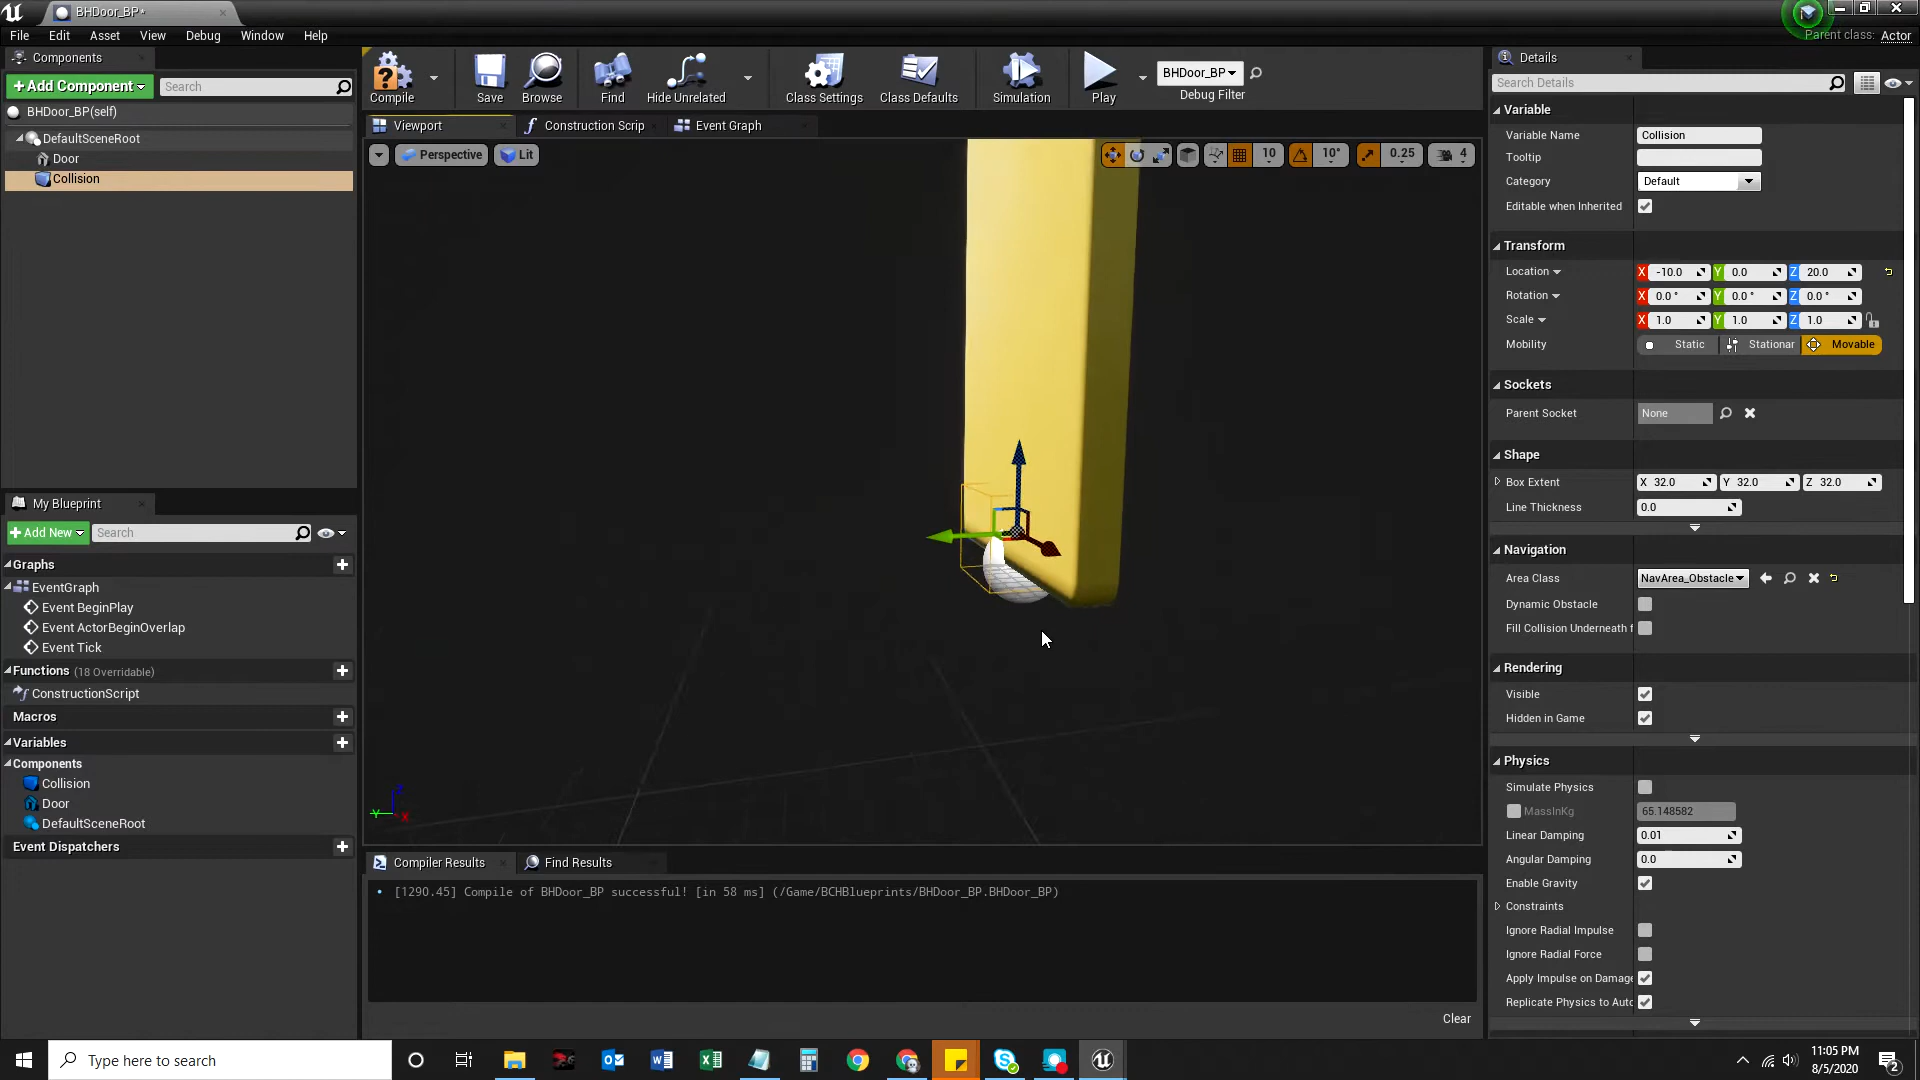 BHDoor_BP*
File Edit Asset View Debug Window Help
Parent class: Actor
Components
+Add Component
Search
BHDoor_BP(self)
DefaultSceneRoot
Door
Collision
Compile
Save
Browse
Find
Hide Unrelated
Class Settings
Class Defaults
Simulation
Play
BHDoor_BP
Debug Filter
Viewport
Construction Scrip
Event Graph
Perspective
Lit
10
10°
0.25
4
My Blueprint
+Add New
Search
Graphs
EventGraph
Event BeginPlay
Event ActorBeginOverlap
Event Tick
Functions (18 Overridable)
ConstructionScript
Macros
Variables
Components
Collision
Door
DefaultSceneRoot
Event Dispatchers
Z
Y
X
Compiler Results
Find Results
• [1290.45] Compile of BHDoor_BP successful! [in 58 ms] (/Game/BCHBlueprints/BHDoor_BP.BHDoor_BP)
Clear
Details
Search Details
Variable
Variable Name Collision
Tooltip
Category Default
Editable when Inherited
Transform
Location X -10.0 Y 0.0 Z 20.0
Rotation X 0.0 ° Y 0.0 ° Z 0.0 °
Scale X 1.0 Y 1.0 Z 1.0
Mobility Static Stationar Movable
Sockets
Parent Socket None
Shape
Box Extent X 32.0 Y 32.0 Z 32.0
Line Thickness 0.0
Navigation
Area Class NavArea_Obstacle
Dynamic Obstacle
Fill Collision Underneath f
Rendering
Visible
Hidden in Game
Physics
Simulate Physics
MassInKg 65.148582
Linear Damping 0.01
Angular Damping 0.0
Enable Gravity
Constraints
Ignore Radial Impulse
Ignore Radial Force
Apply Impulse on Damage
Replicate Physics to Autc
Type here to search
11:05 PM
8/5/2020
2